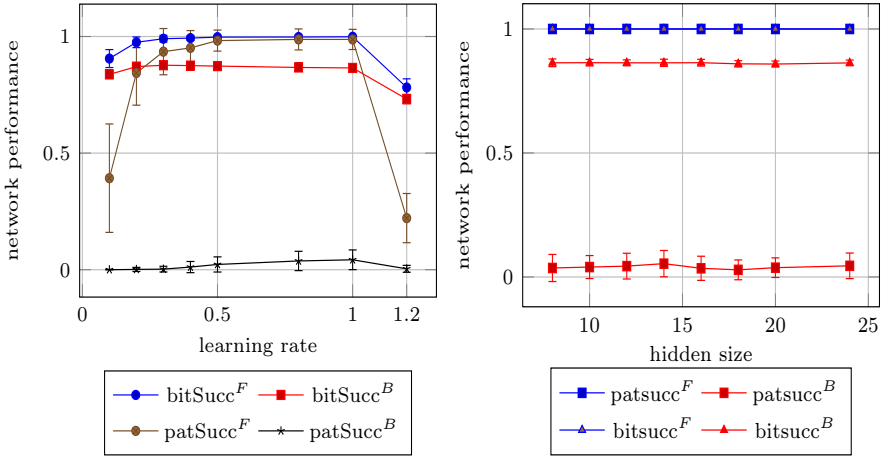 network performance
1
0.5
0
0 0.5 1 1.2
learning rate
bitSucc^F bitSucc^B
patSucc^F patSucc^B
network performance
1
0.5
0
10 15 20 25
hidden size
patsucc^F patsucc^B
bitsucc^F bitsucc^B